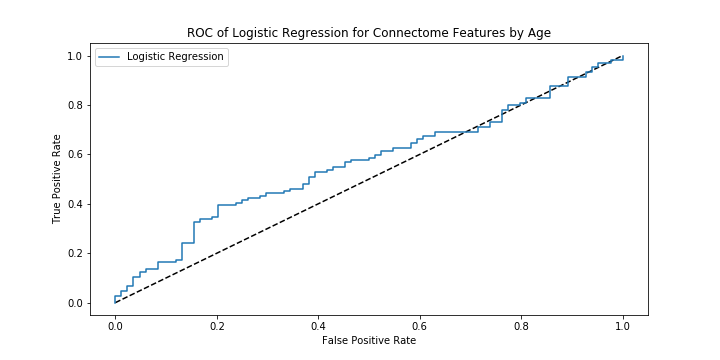 ROC of Logistic Regression for Connectome Features by Age
Logistic Regression
True Positive Rate
1.0
0.8
0.6
0.4
0.2
0.0
0.0 0.2 0.4 0.6 0.8 1.0
False Positive Rate